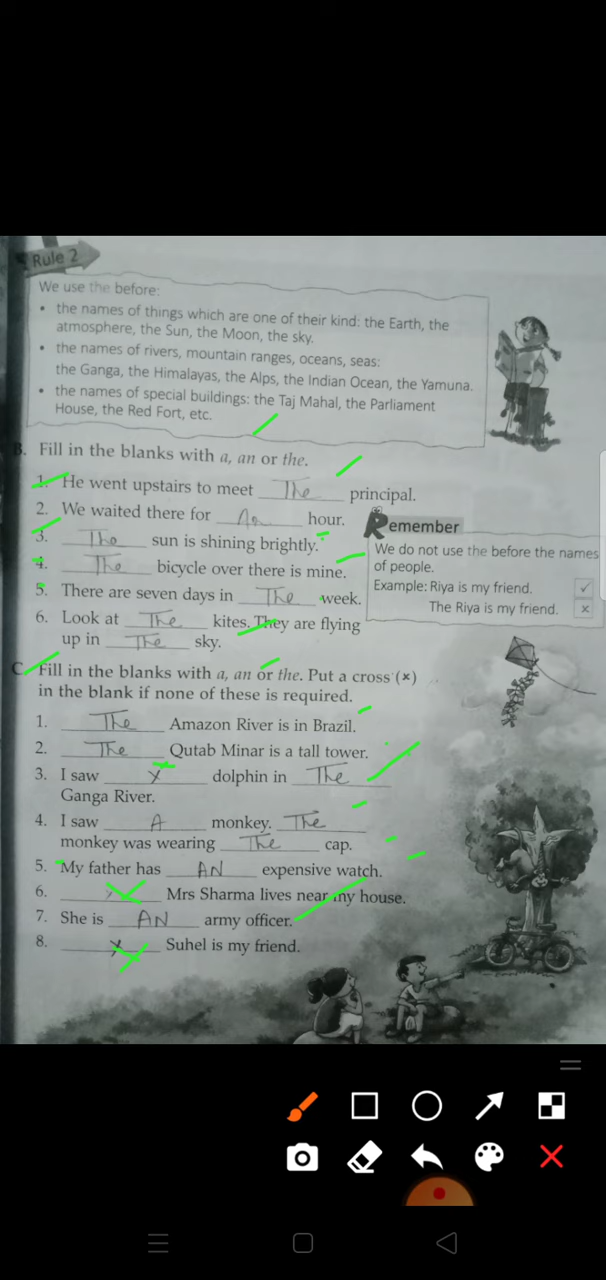 Rule 2
We use the before:
• the names of things which are one of their kind: the Earth, the
atmosphere, the Sun, the Moon, the sky.
• the names of rivers, mountain ranges, oceans, seas:
the Ganga, the Himalayas, the Alps, the Indian Ocean, the Yamuna.
• the names of special buildings: the Taj Mahal, the Parliament
House, the Red Fort, etc.
B. Fill in the blanks with a, an or the.
1. He went upstairs to meet The principal.
2. We waited there for An hour.
3. The sun is shining brightly.
4. The bicycle over there is mine.
5. There are seven days in The week.
6. Look at The kites. They are flying
up in The sky.
Remember
We do not use the before the names
of people.
Example: Riya is my friend. ✓
The Riya is my friend. ×
C. Fill in the blanks with a, an or the. Put a cross (×)
in the blank if none of these is required.
1. The Amazon River is in Brazil.
2. The Qutab Minar is a tall tower.
3. I saw × dolphin in The
Ganga River.
4. I saw A monkey. The
monkey was wearing The cap.
5. My father has AN expensive watch.
6. × Mrs Sharma lives near my house.
7. She is AN army officer.
8. × Suhel is my friend.